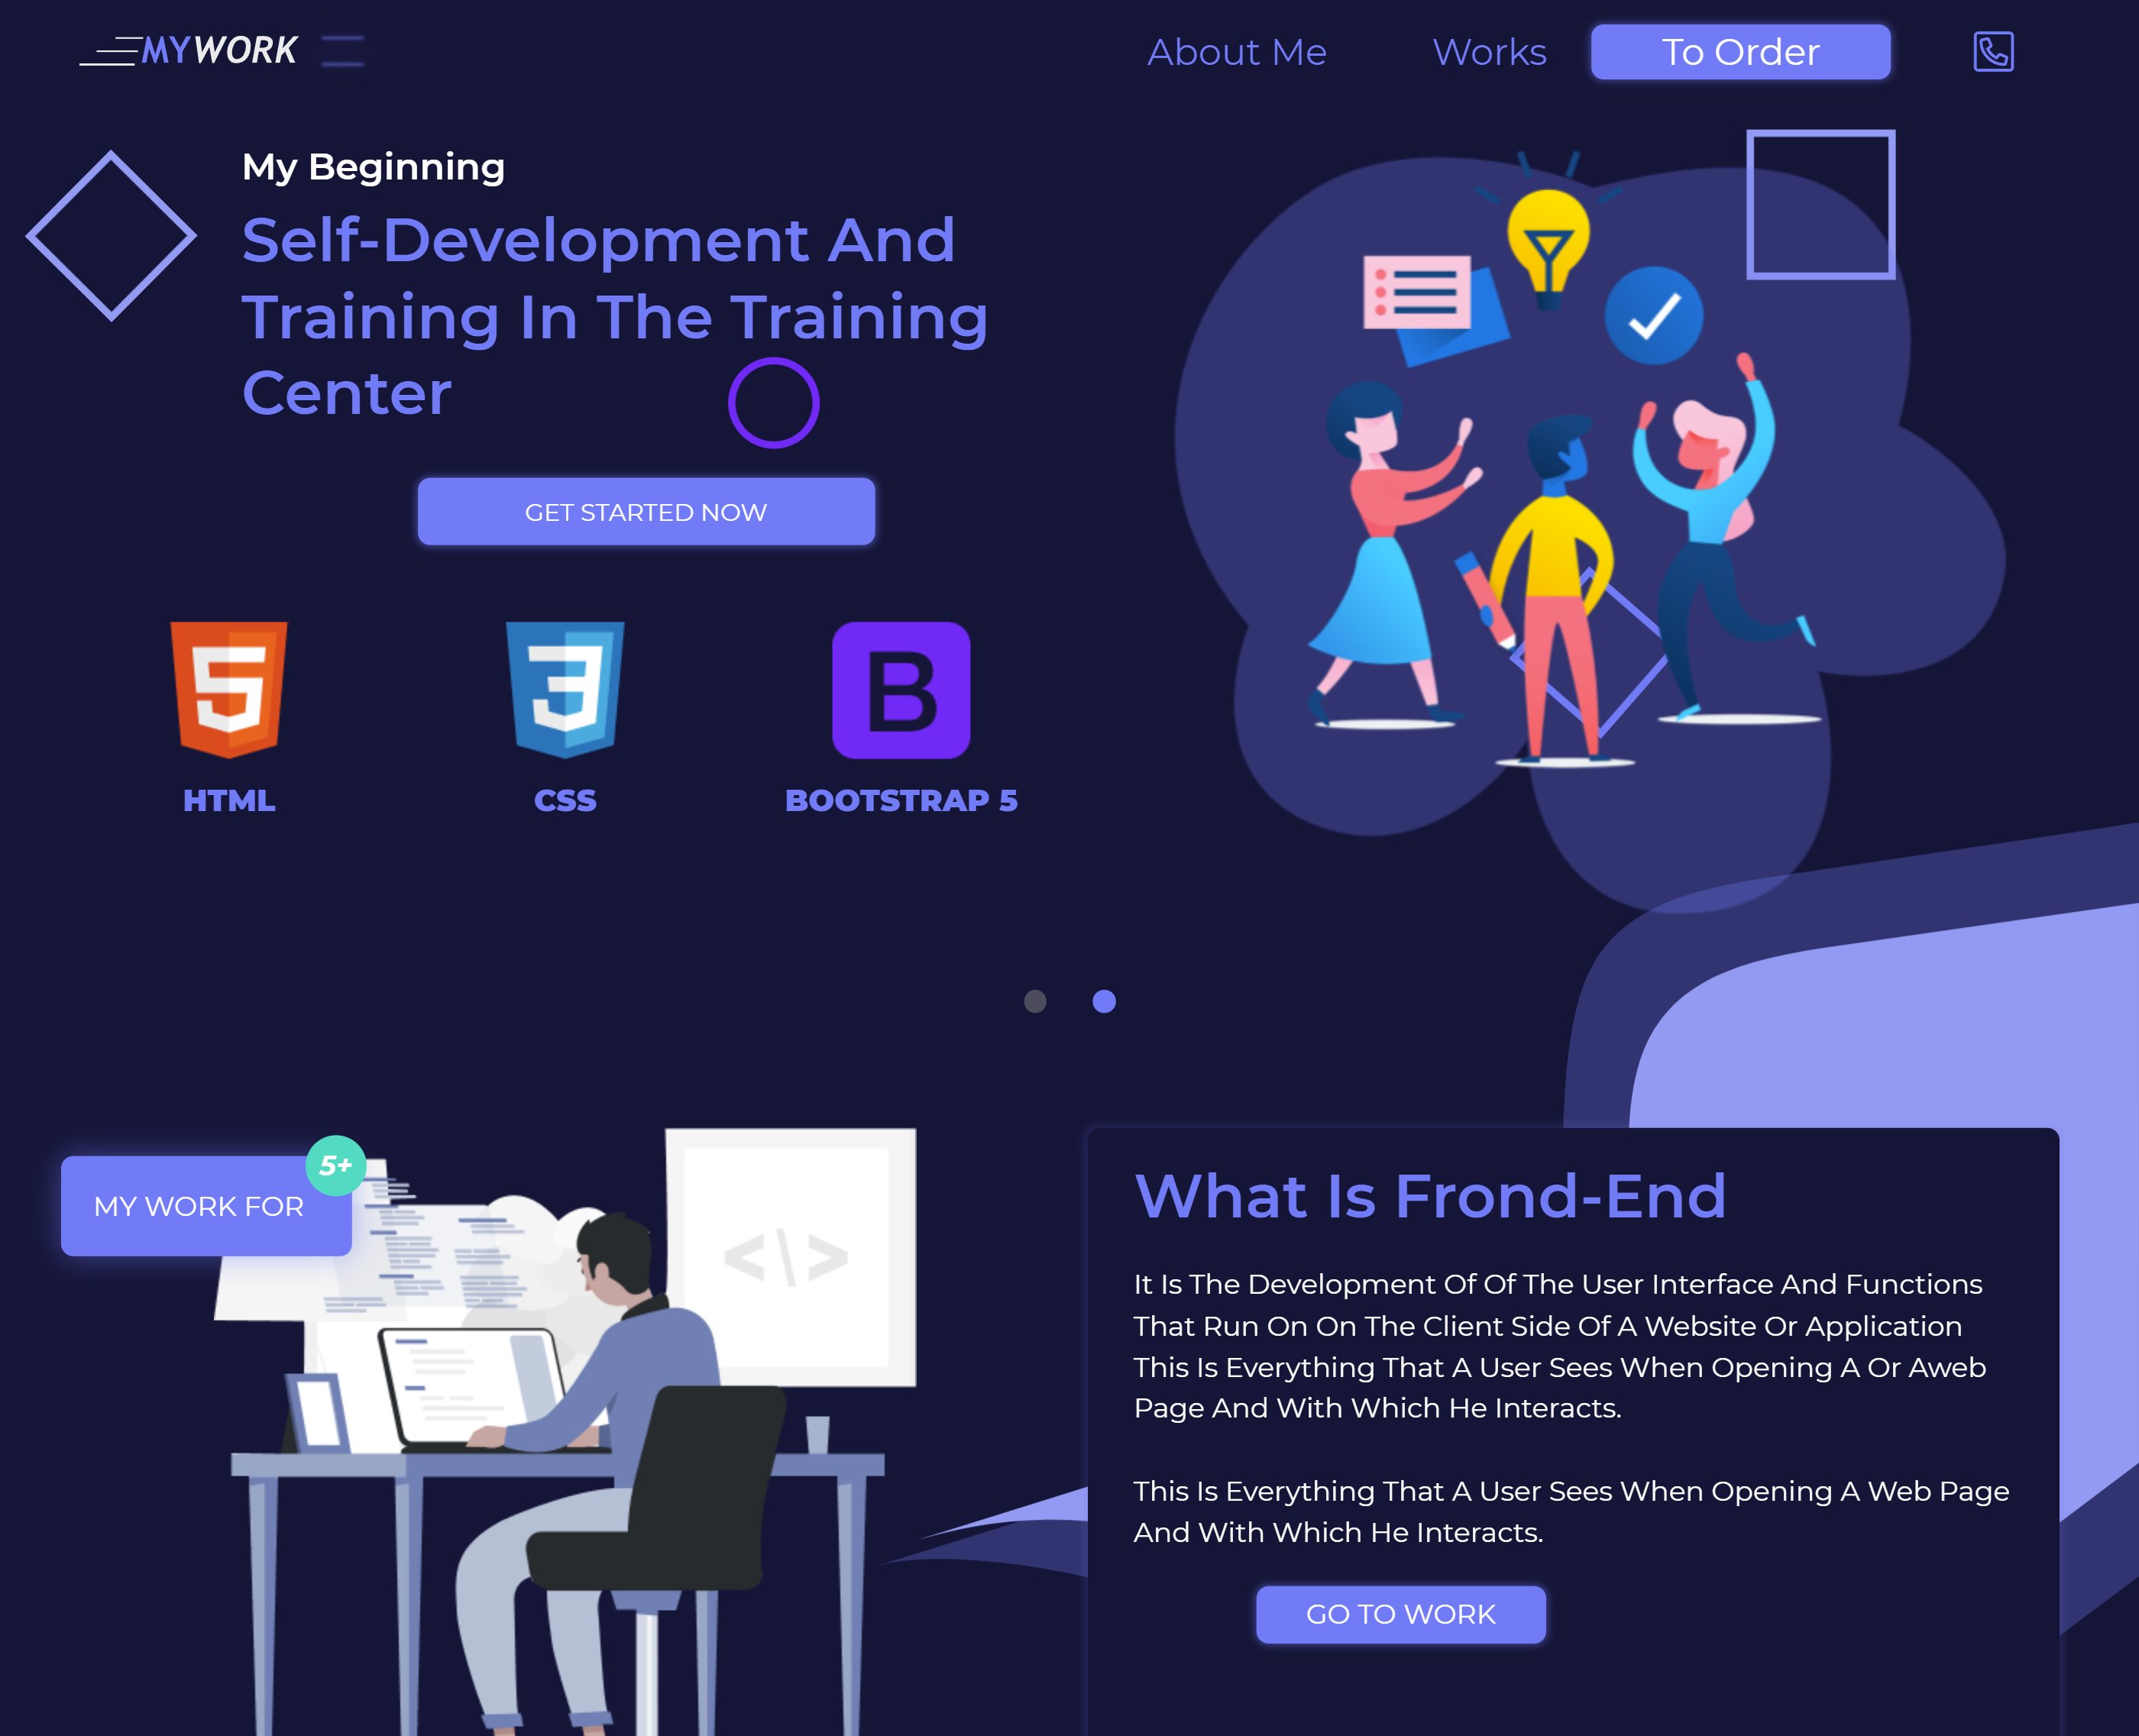 MYWORK
About Me
Works
To Order
My Beginning
Self-Development And
Training In The Training
Center
GET STARTED NOW
HTML
CSS
BOOTSTRAP 5
MY WORK FOR
5+
<\>
What Is Frond-End
It Is The Development Of Of The User Interface And Functions
That Run On On The Client Side Of A Website Or Application
This Is Everything That A User Sees When Opening A Or Aweb
Page And With Which He Interacts.
This Is Everything That A User Sees When Opening A Web Page
And With Which He Interacts.
GO TO WORK